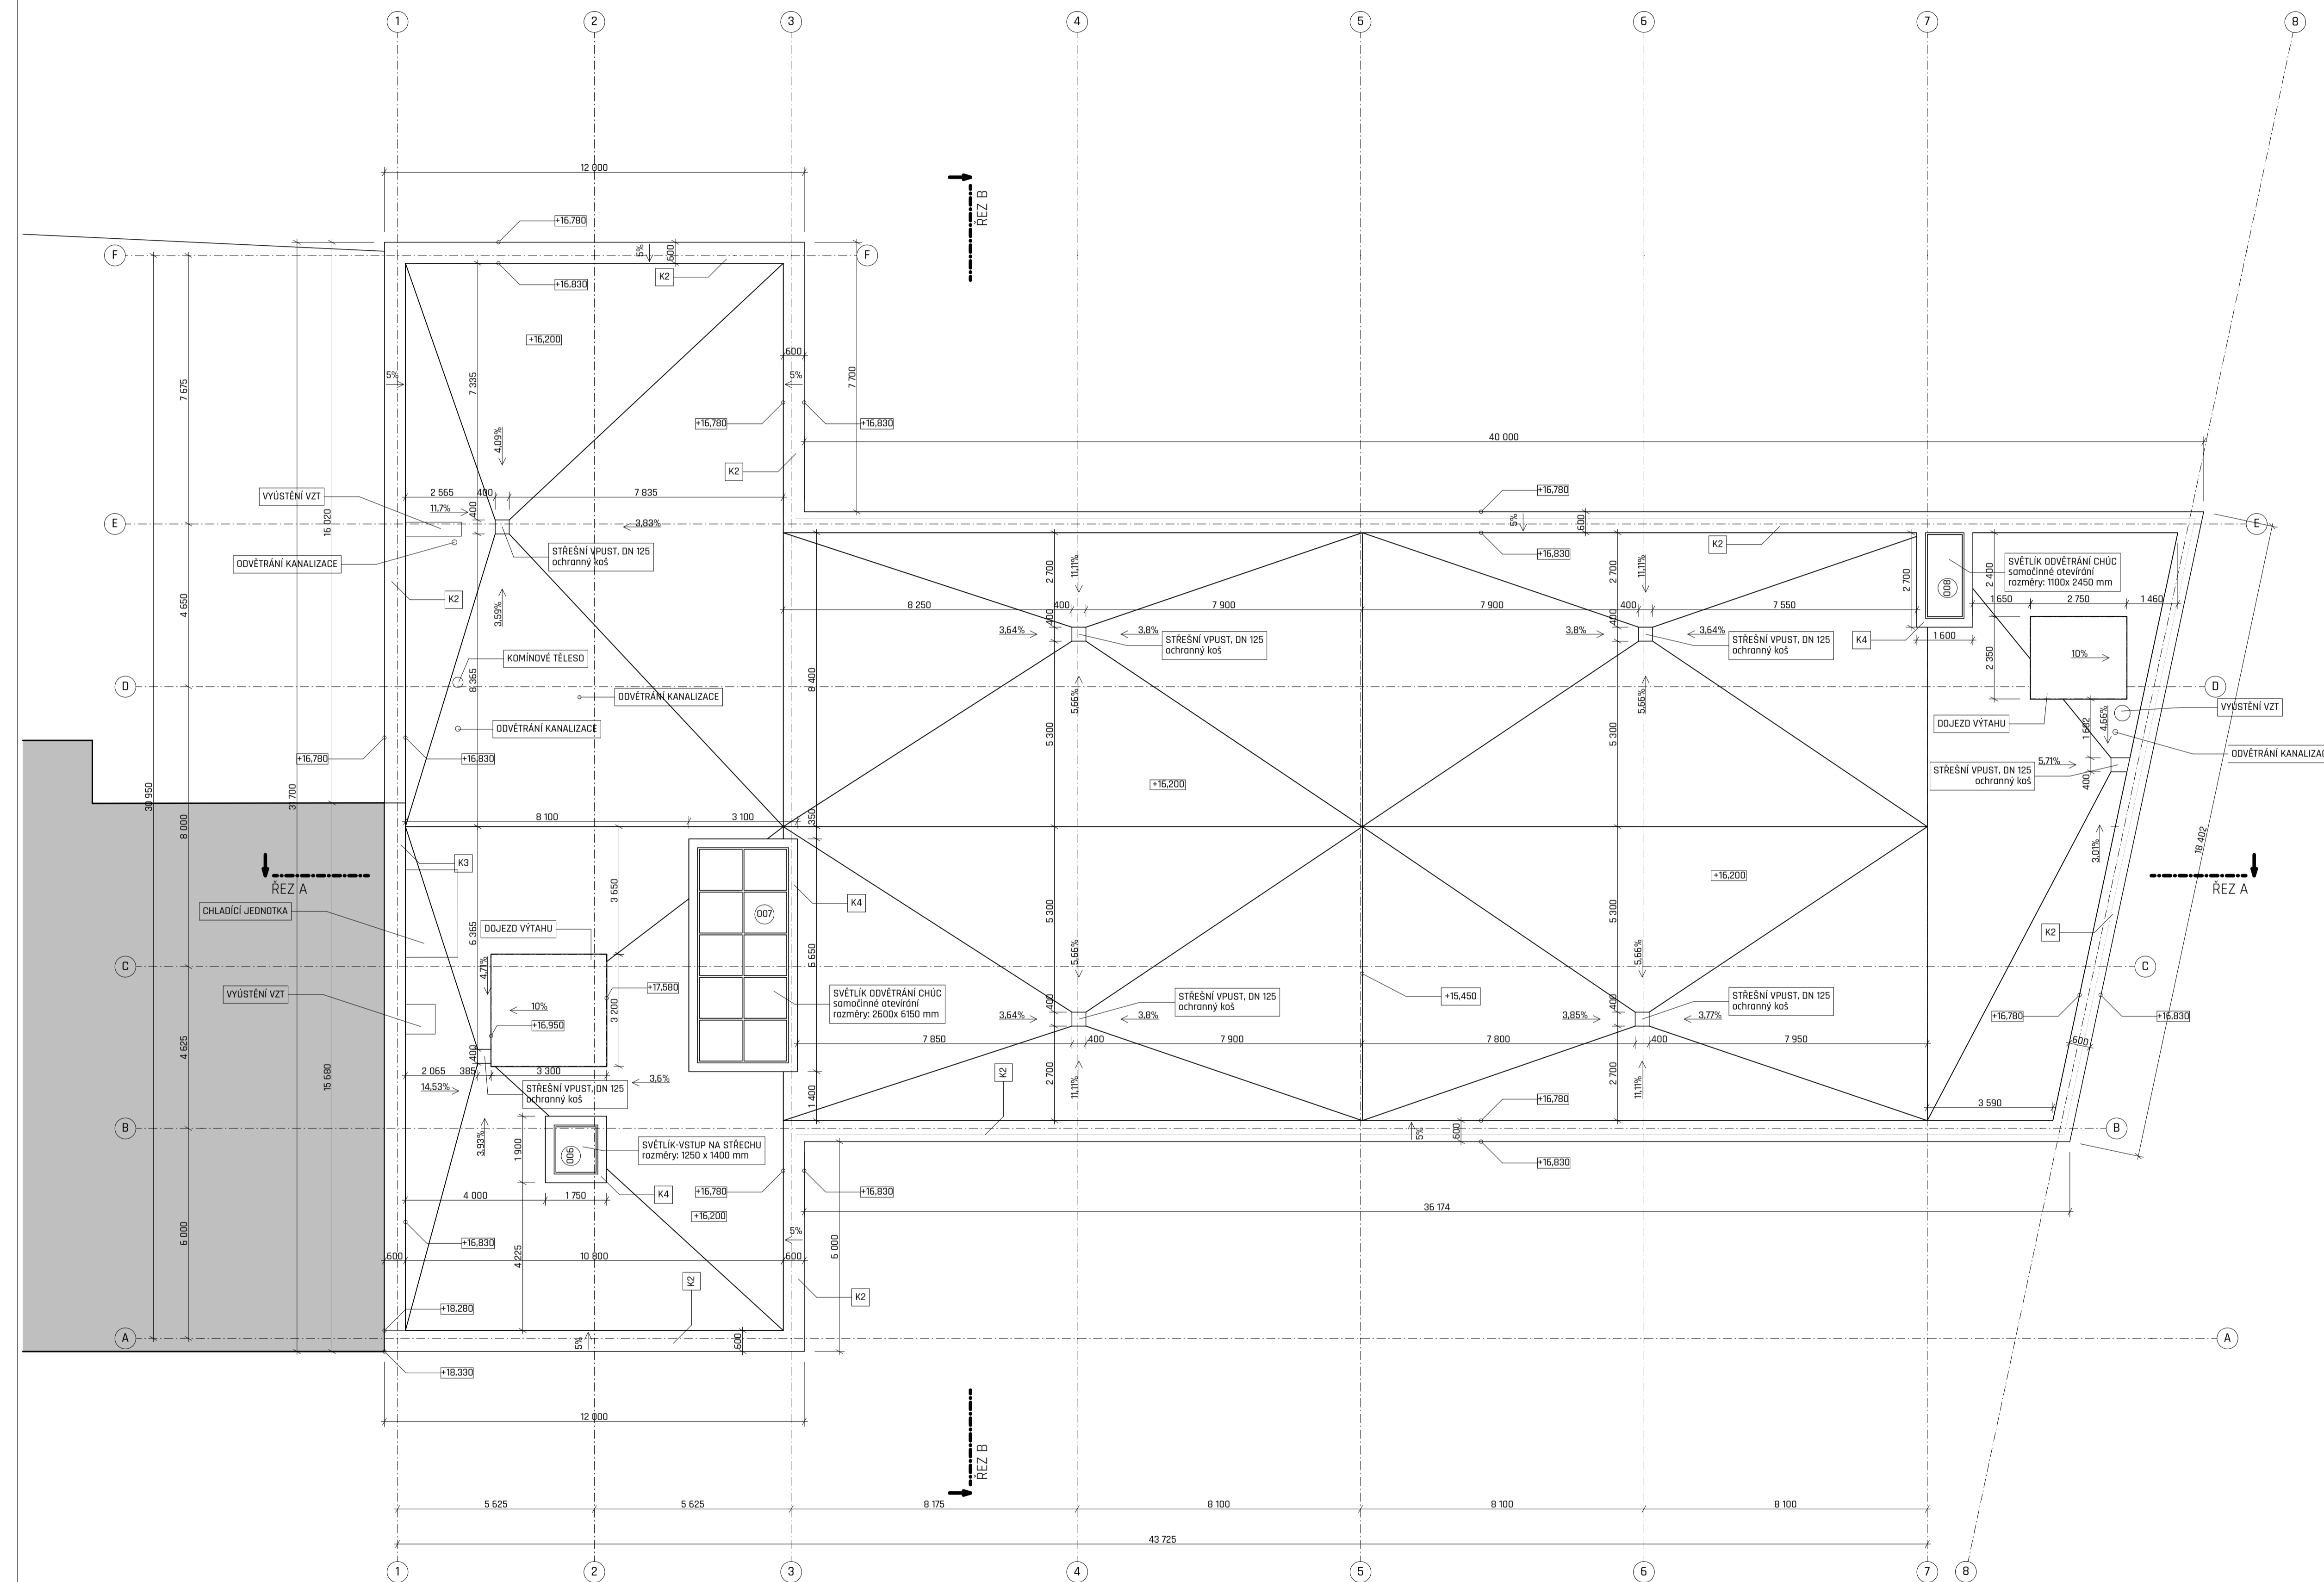 1
2
3
4
5
6
7
8
12 000
ŘEZ B
+16,780
5%
600
F
F
K2
+16,830
+16,200
600
5%
5%
7 335
7 675
7 700
+16,780
+16,830
4,09%
40 000
K2
VYÚSTĚNÍ VZT
2 565
400
7 835
+16,780
11,7%
400
16 020
E
3,83%
5%
600
E
K2
+16,830
ODVĚTRÁNÍ KANALIZACE
STŘEŠNÍ VPUST, DN 125
ochranný koš
2 700
11,11%
2 700
11,11%
2 700
008
2 400
SVĚTLÍK ODVĚTRÁNÍ CHÚC
samočinné otevírání
rozměry: 1100x 2450 mm
K2
4 650
3,59%
8 250
400
7 900
7 900
400
7 550
1 650
2 750
1 460
400
400
3,64%
3,8%
STŘEŠNÍ VPUST, DN 125
ochranný koš
3,8%
3,64%
STŘEŠNÍ VPUST, DN 125
ochranný koš
K4
1 600
KOMÍNOVÉ TĚLESO
2 350
10%
8 365
8 400
D
D
ODVĚTRÁNÍ KANALIZACE
5,66%
5,66%
ODVĚTRÁNÍ KANALIZACE
5 300
5 300
DOJEZD VÝTAHU
4,66%
1 682
VYÚSTĚNÍ VZT
+16,780
+16,830
ODVĚTRÁNÍ KANALIZAC
5,71%
STŘEŠNÍ VPUST, DN 125
ochranný koš
400
30 950
31 700
+16,200
8 000
8 100
3 100
350
18 402
3,01%
K3
ŘEZ A
ŘEZ A
3 650
+16,200
K4
007
CHLADÍCÍ JEDNOTKA
DOJEZD VÝTAHU
6 365
5 300
5 300
K2
6 650
5,66%
5,66%
C
C
4,71%
VYÚSTĚNÍ VZT
+17,580
10%
3 200
+16,950
SVĚTLÍK ODVĚTRÁNÍ CHÚC
samočinné otevírání
rozměry: 2600x 6150 mm
400
STŘEŠNÍ VPUST, DN 125
ochranný koš
+15,450
400
STŘEŠNÍ VPUST, DN 125
ochranný koš
3,64%
3,8%
3,85%
3,77%
+16,780
+16,830
7 850
400
7 900
7 800
400
7 950
600
4 625
400
2 065
385
3 300
14,53%
3,6%
STŘEŠNÍ VPUST, DN 125
ochranný koš
15 680
1 400
K2
2 700
11,11%
2 700
11,11%
+16,780
3 590
B
B
3,93%
1 900
006
SVĚTLÍK-VSTUP NA STŘECHU
rozměry: 1250 x 1400 mm
5%
600
+16,830
4 000
1 750
K4
+16,780
+16,830
+16,200
36 174
6 000
5%
+16,830
4 225
600
10 800
600
6 000
K2
K2
+18,280
A
A
5%
600
+18,330
12 000
ŘEZ B
5 625
5 625
8 175
8 100
8 100
8 100
43 725
1
2
3
4
5
6
7
8